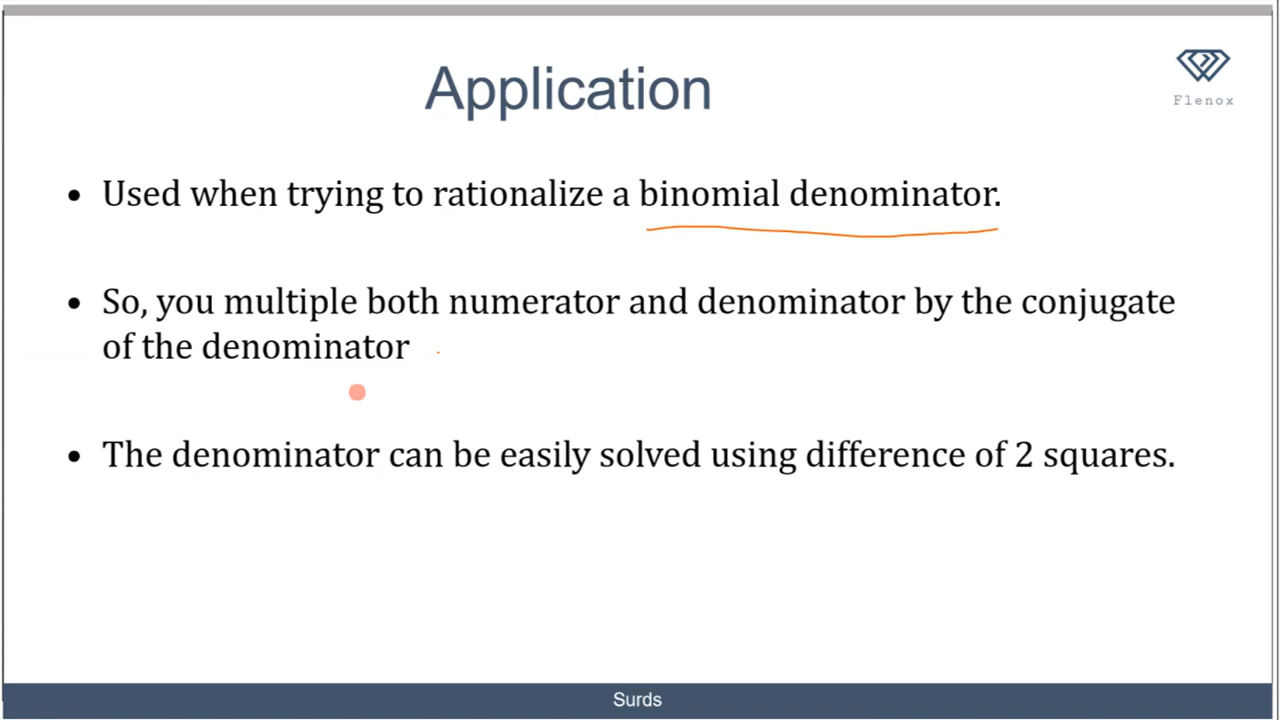 Application
Flenox
• Used when trying to rationalize a binomial denominator.
• So, you multiple both numerator and denominator by the conjugate
of the denominator
• The denominator can be easily solved using difference of 2 squares.
Surds